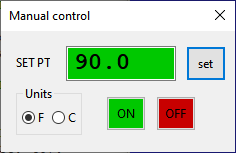 Manual control
SET PT 90.0 set
Units
F C ON OFF